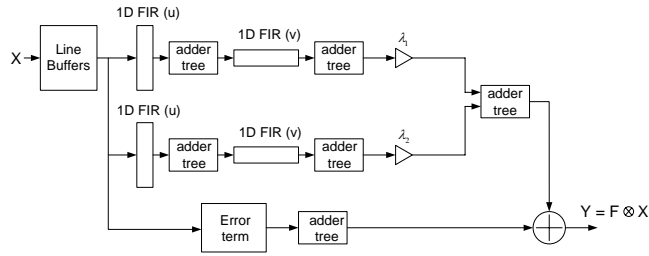 1D FIR (u)
X
Line
Buffers
adder
tree
1D FIR (v)
adder
tree
λ₁
adder
tree
1D FIR (u)
adder
tree
1D FIR (v)
adder
tree
λ₂
Error
term
adder
tree
Y = F ⊗ X